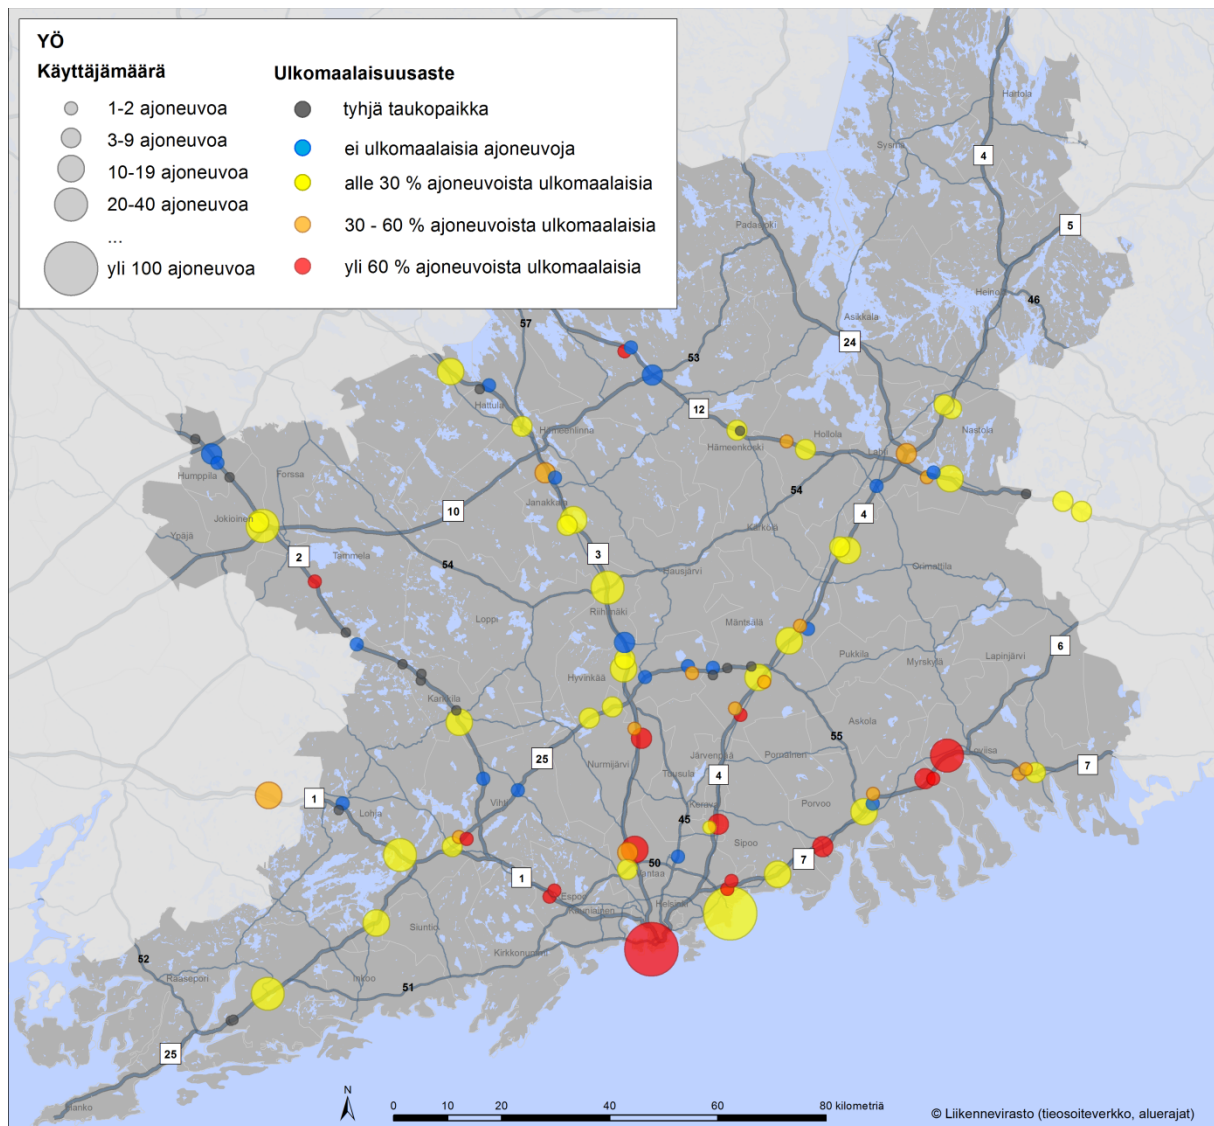 YÖ
Käyttäjämäärä
1-2 ajoneuvoa
3-9 ajoneuvoa
10-19 ajoneuvoa
20-40 ajoneuvoa
...
yli 100 ajoneuvoa
Ulkomaalaisuusaste
tyhjä taukopaikka
ei ulkomaalaisia ajoneuvoja
alle 30 % ajoneuvoista ulkomaalaisia
30 - 60 % ajoneuvoista ulkomaalaisia
yli 60 % ajoneuvoista ulkomaalaisia
Hartola
Sysmä
4
Padasjoki
5
Heinola
46
57
Asikkala
24
53
Hattula
12
Hämeenlinna
Hämeenkoski
Hollola
Nastola
Lahti
Humppila
Forssa
Janakkala
54
Jokioinen
10
4
Ypäjä
Kärkölä
2
Tammela
3
54
Hausjärvi
Orimattila
Riihimäki
Loppi
Mäntsälä
6
Pukkila
Myrskylä
Lapinjärvi
Hyvinkää
Karkkila
Askola
55
Loviisa
25
Järvenpää
Pornainen
Nurmijärvi
Tuusula
4
7
1
Vihti
Kerava
Porvoo
Lohja
45
Sipoo
50
7
Vantaa
1
Espoo
Helsinki
Kauniainen
Siuntio
Kirkkonummi
52
Raasepori
Inkoo
51
25
Hanko
N
0 20 40 60 80 kilometriä
© Liikennevirasto (tieosoiteverkko, aluerajat)